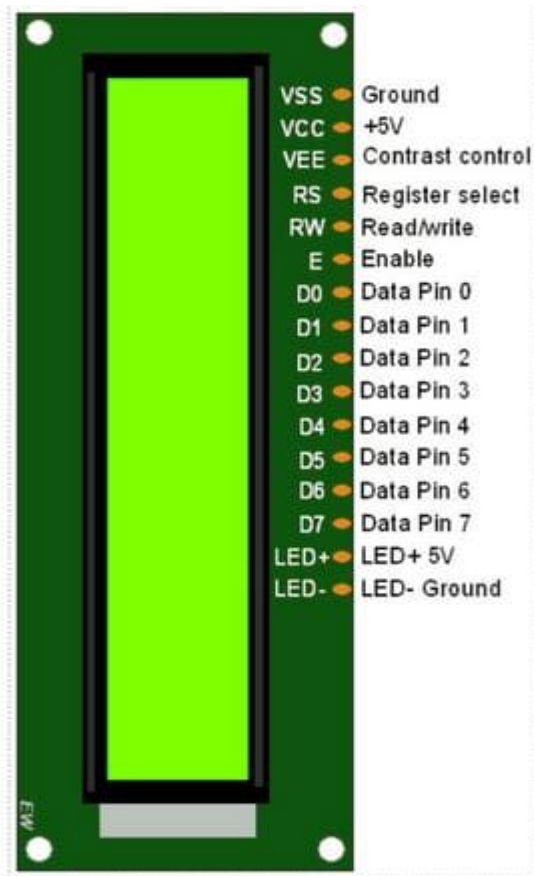 VSS Ground
VCC +5V
VEE Contrast control
RS Register select
RW Read/write
E Enable
D0 Data Pin 0
D1 Data Pin 1
D2 Data Pin 2
D3 Data Pin 3
D4 Data Pin 4
D5 Data Pin 5
D6 Data Pin 6
D7 Data Pin 7
LED+ LED+ 5V
LED- LED- Ground
EW